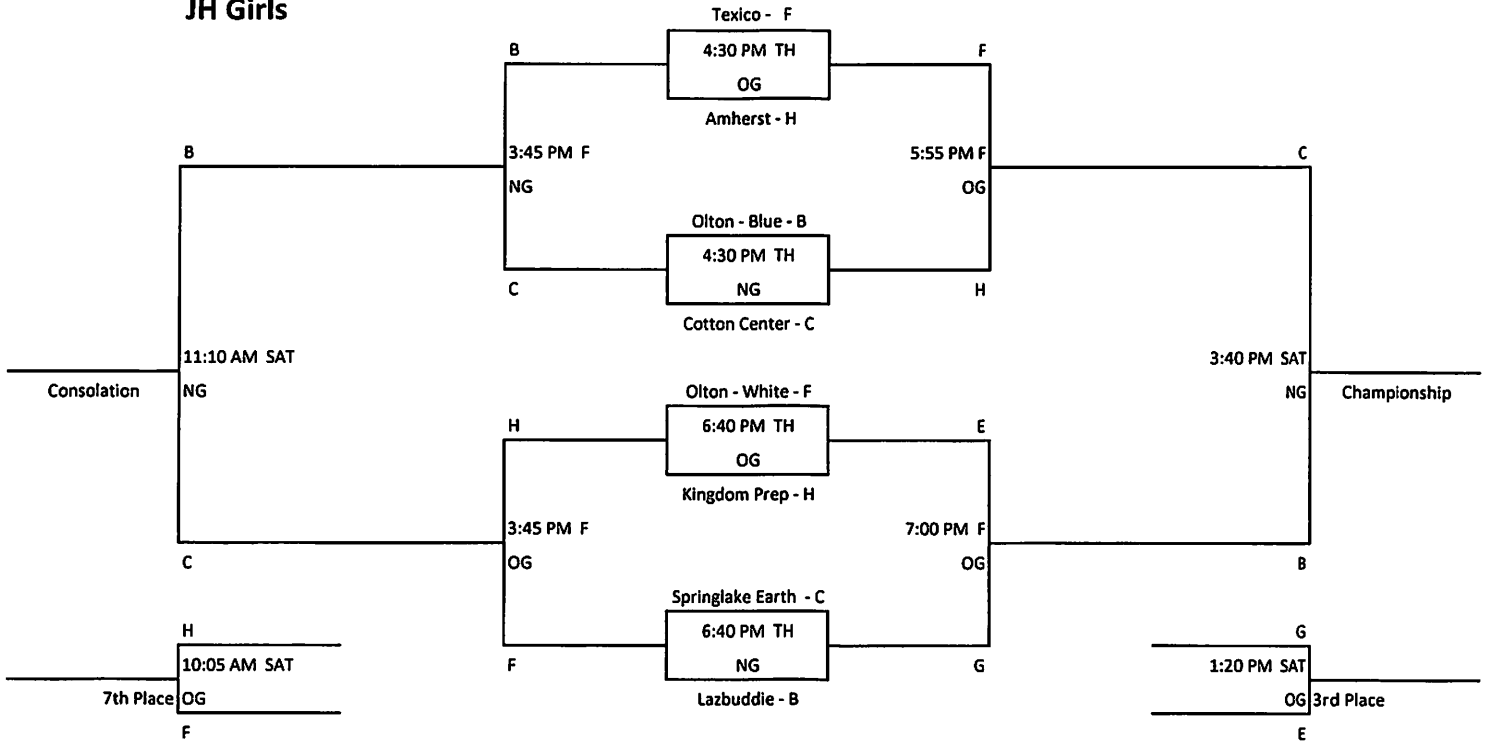 JH Girls
Texico - F
B
4:30 PM TH
F
OG
Amherst - H
B
3:45 PM F
5:55 PM F
C
NG
OG
Olton - Blue - B
4:30 PM TH
C
NG
H
Cotton Center - C
11:10 AM SAT
3:40 PM SAT
Consolation
NG
Olton - White - F
NG
Championship
H
6:40 PM TH
E
OG
Kingdom Prep - H
3:45 PM F
7:00 PM F
C
OG
OG
B
Springlake Earth - C
H
6:40 PM TH
G
10:05 AM SAT
F
NG
G
1:20 PM SAT
7th Place
OG
Lazbuddie - B
OG
3rd Place
F
E